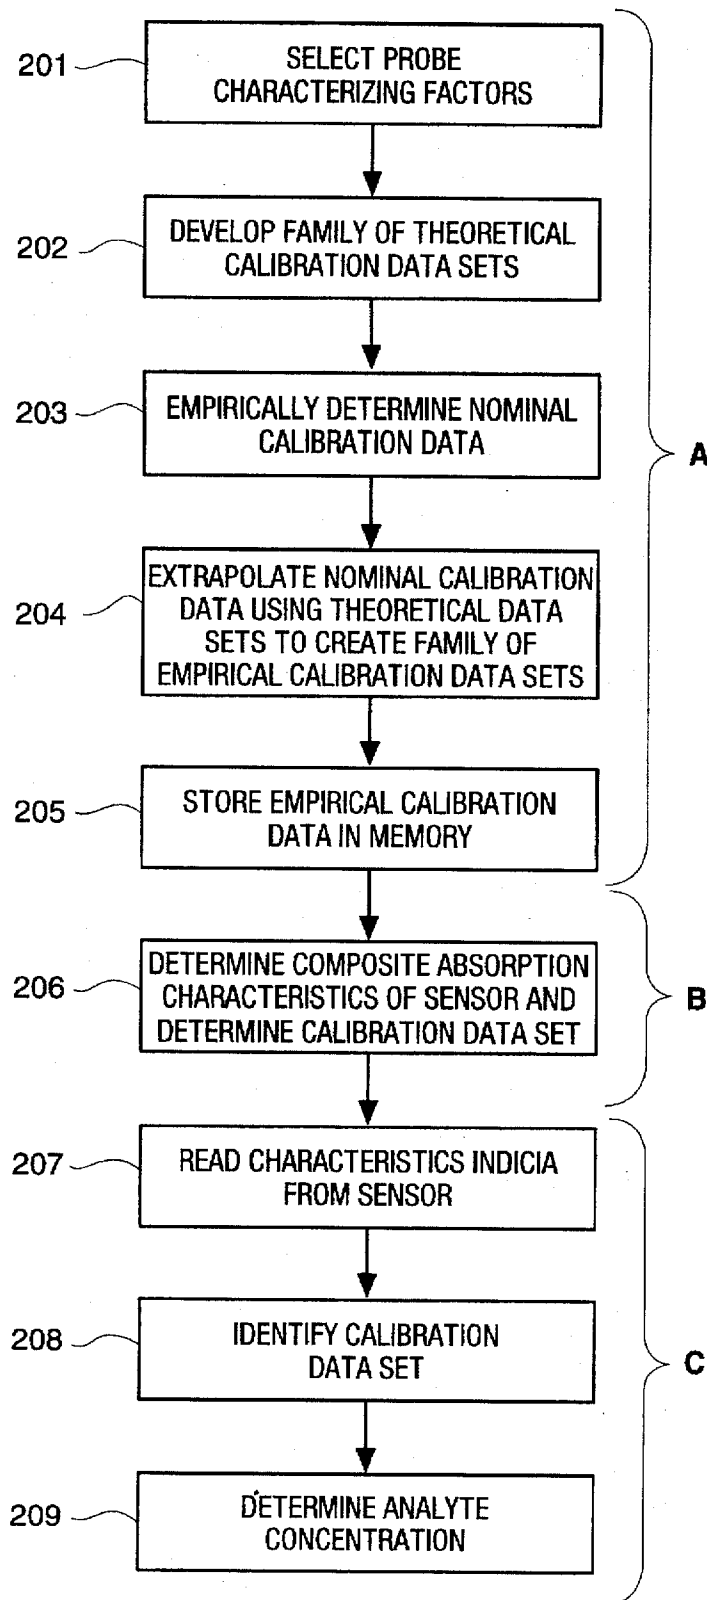 201
SELECT PROBE
CHARACTERIZING FACTORS
202
DEVELOP FAMILY OF THEORETICAL
CALIBRATION DATA SETS
203
EMPIRICALLY DETERMINE NOMINAL
CALIBRATION DATA
A
204
EXTRAPOLATE NOMINAL CALIBRATION
DATA USING THEORETICAL DATA
SETS TO CREATE FAMILY OF
EMPIRICAL CALIBRATION DATA SETS
205
STORE EMPIRICAL CALIBRATION
DATA IN MEMORY
206
DETERMINE COMPOSITE ABSORPTION
CHARACTERISTICS OF SENSOR AND
DETERMINE CALIBRATION DATA SET
B
207
READ CHARACTERISTICS INDICIA
FROM SENSOR
208
IDENTIFY CALIBRATION
DATA SET
C
209
DETERMINE ANALYTE
CONCENTRATION